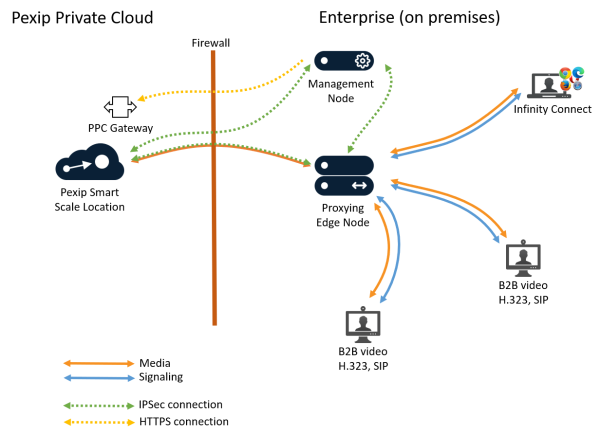 Pexip Private Cloud
Enterprise (on premises)
Firewall
Management
Node
PPC Gateway
Infinity Connect
Pexip Smart
Scale Location
Proxying
Edge Node
B2B video
H.323, SIP
B2B video
H.323, SIP
Media
Signaling
IPSec connection
HTTPS connection